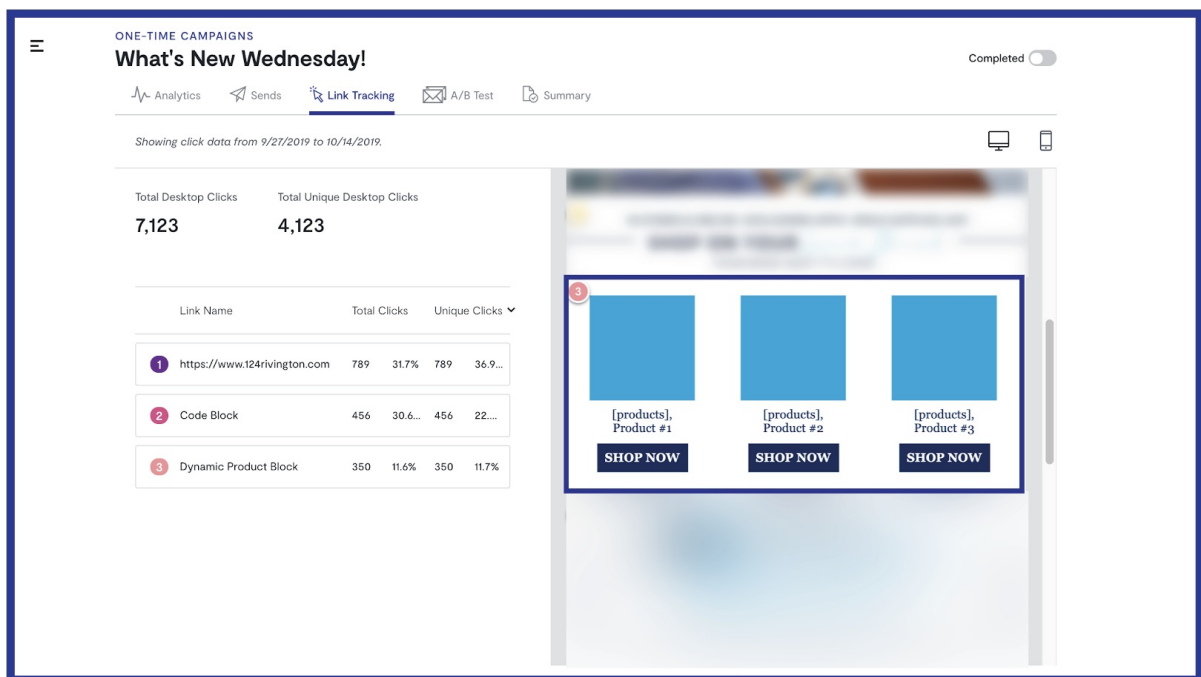 ONE-TIME CAMPAIGNS
What's New Wednesday!
Completed
Analytics
Sends
Link Tracking
A/B Test
Summary
Showing click data from 9/27/2019 to 10/14/2019.
Total Desktop Clicks
Total Unique Desktop Clicks
7,123
4,123
Link Name
Total Clicks
Unique Clicks
1 https://www.124rivington.com 789 31.7% 789 36.9...
2 Code Block 456 30.6... 456 22....
3 Dynamic Product Block 350 11.6% 350 11.7%
SHOP ON YOUR
3
[products],
Product #1
SHOP NOW
[products],
Product #2
SHOP NOW
[products],
Product #3
SHOP NOW